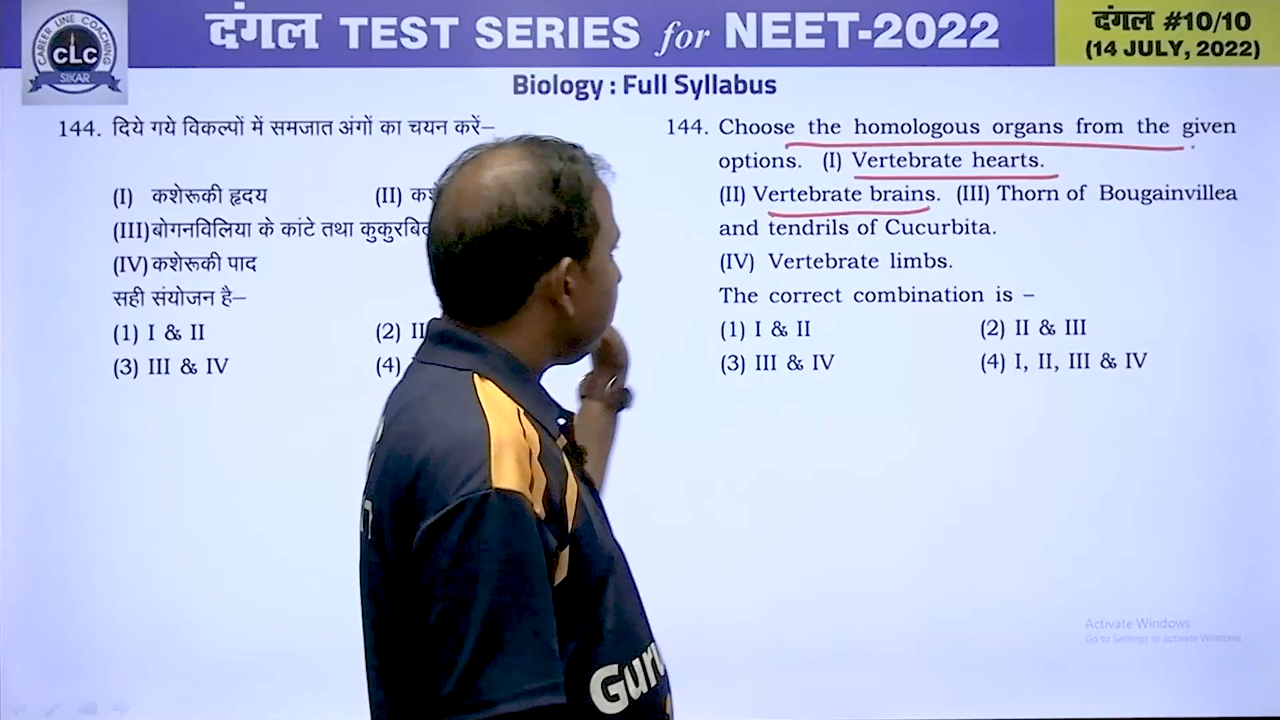 CAREER LINE COACHING
CLC
SIKAR
दंगल TEST SERIES for NEET-2022
दंगल #10/10
(14 JULY, 2022)
Biology : Full Syllabus
144. दिये गये विकल्पों में समजात अंगों का चयन करें–
(I) कशेरूकी हृदय (II)
(III) बोगनविलिया के कांटे तथा
(IV) कशेरूकी पाद
सही संयोजन है–
(1) I & II (2) II
(3) III & IV (4)
144. Choose the homologous organs from the given
options. (I) Vertebrate hearts.
(II) Vertebrate brains. (III) Thorn of Bougainvillea
and tendrils of Cucurbita.
(IV) Vertebrate limbs.
The correct combination is –
(1) I & II (2) II & III
(3) III & IV (4) I, II, III & IV
Activate Windows
Go to Settings to activate Windows.